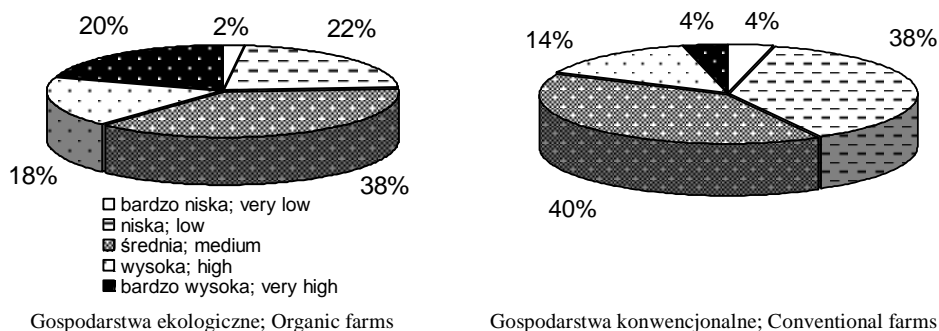 20%
2%
22%
18%
38%
14%
4%
4%
38%
40%
bardzo niska; very low
niska; low
średnia; medium
wysoka; high
bardzo wysoka; very high
Gospodarstwa ekologiczne; Organic farms
Gospodarstwa konwencjonalne; Conventional farms